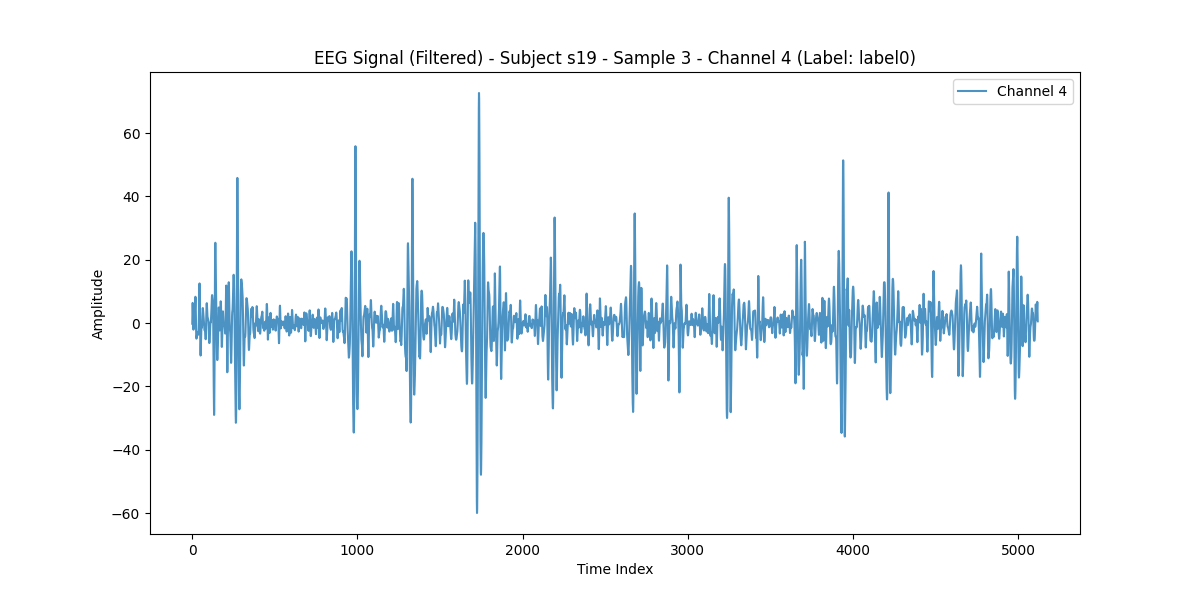 EEG Signal (Filtered) - Subject s19 - Sample 3 - Channel 4 (Label: label0)
Channel 4
60
40
20
0
−20
−40
−60
Amplitude
0 1000 2000 3000 4000 5000
Time Index